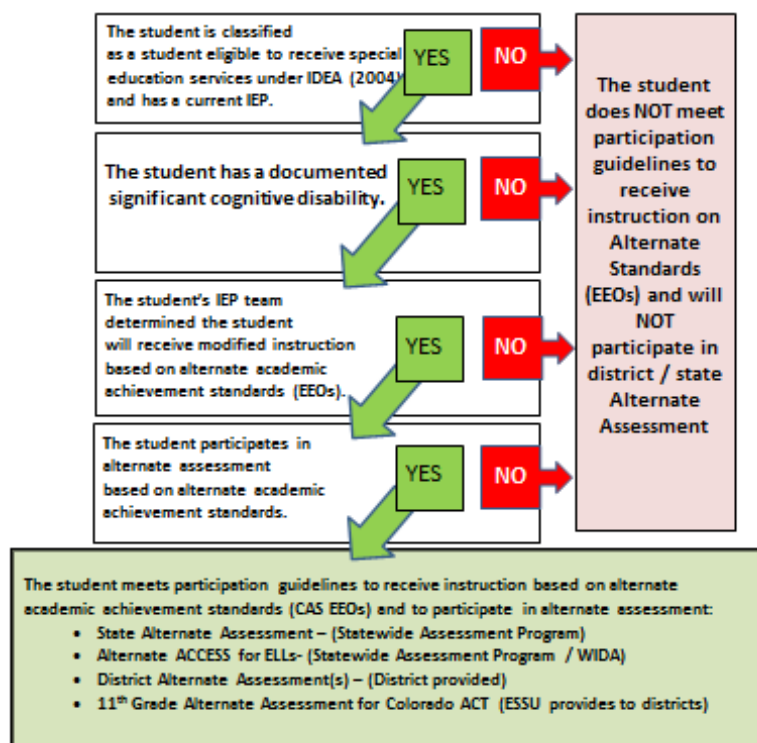 The student is classified
as a student eligible to receive special
education services under IDEA (2004)
and has a current IEP.
YES
NO
The student has a documented
significant cognitive disability.
YES
NO
The student's IEP team
determined the student
will receive modified instruction
based on alternate academic
achievement standards (EEOs).
YES
NO
The student participates in
alternate assessment
based on alternate academic
achievement standards.
YES
NO
The student
does NOT meet
participation
guidelines to
receive
instruction on
Alternate
Standards
(EEOs) and will
NOT
participate in
district / state
Alternate
Assessment
The student meets participation guidelines to receive instruction based on alternate
academic achievement standards (CAS EEOs) and to participate in alternate assessment:
• State Alternate Assessment – (Statewide Assessment Program)
• Alternate ACCESS for ELLs- (Statewide Assessment Program / WIDA)
• District Alternate Assessment(s) – (District provided)
• 11th Grade Alternate Assessment for Colorado ACT (ESSU provides to districts)